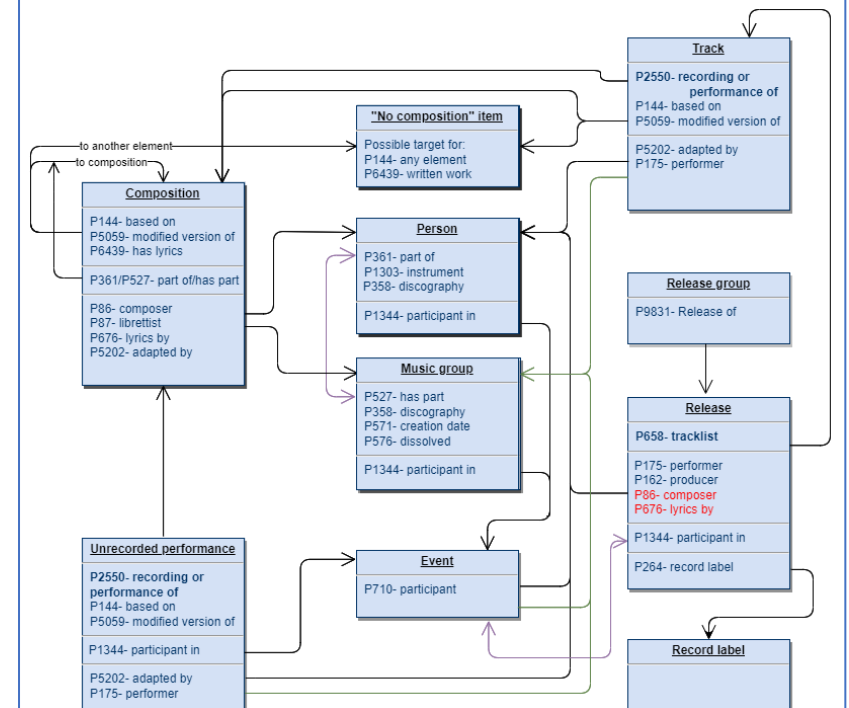 Track
P2550- recording or
performance of
P144- based on
P5059- modified version of
P5202- adapted by
P175- performer
"No composition" item
Possible target for:
P144- any element
P6439- written work
to another element
to composition
Composition
P144- based on
P5059- modified version of
P6439- has lyrics
P361/P527- part of/has part
P86- composer
P87- librettist
P676- lyrics by
P5202- adapted by
Person
P361- part of
P1303- instrument
P358- discography
P1344- participant in
Release group
P9831- Release of
Music group
P527- has part
P358- discography
P571- creation date
P576- dissolved
P1344- participant in
Release
P658- tracklist
P175- performer
P162- producer
P86- composer
P676- lyrics by
P1344- participant in
P264- record label
Unrecorded performance
P2550- recording or
performance of
P144- based on
P5059- modified version of
P1344- participant in
P5202- adapted by
P175- performer
Event
P710- participant
Record label